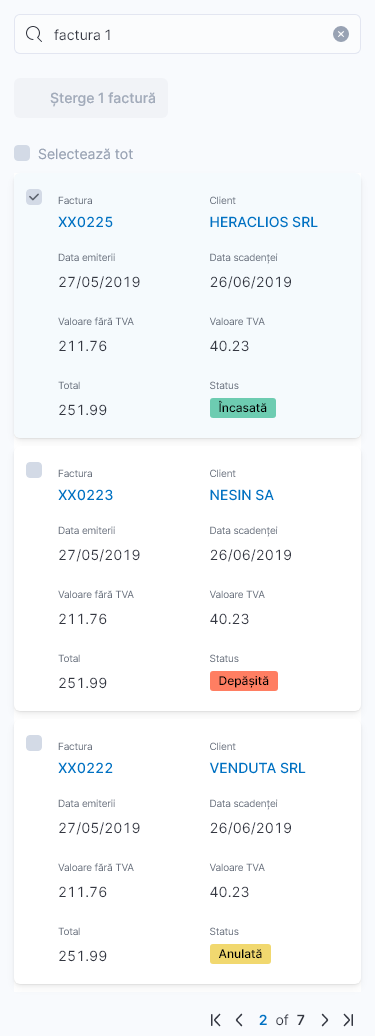 factura 1
Șterge 1 factură
Selectează tot
Factura Client
XX0225 HERACLIOS SRL
Data emiterii Data scadenței
27/05/2019 26/06/2019
Valoare fără TVA Valoare TVA
211.76 40.23
Total Status
251.99 Încasată
Factura Client
XX0223 NESIN SA
Data emiterii Data scadenței
27/05/2019 26/06/2019
Valoare fără TVA Valoare TVA
211.76 40.23
Total Status
251.99 Depășită
Factura Client
XX0222 VENDUTA SRL
Data emiterii Data scadenței
27/05/2019 26/06/2019
Valoare fără TVA Valoare TVA
211.76 40.23
Total Status
251.99 Anulată
2 of 7